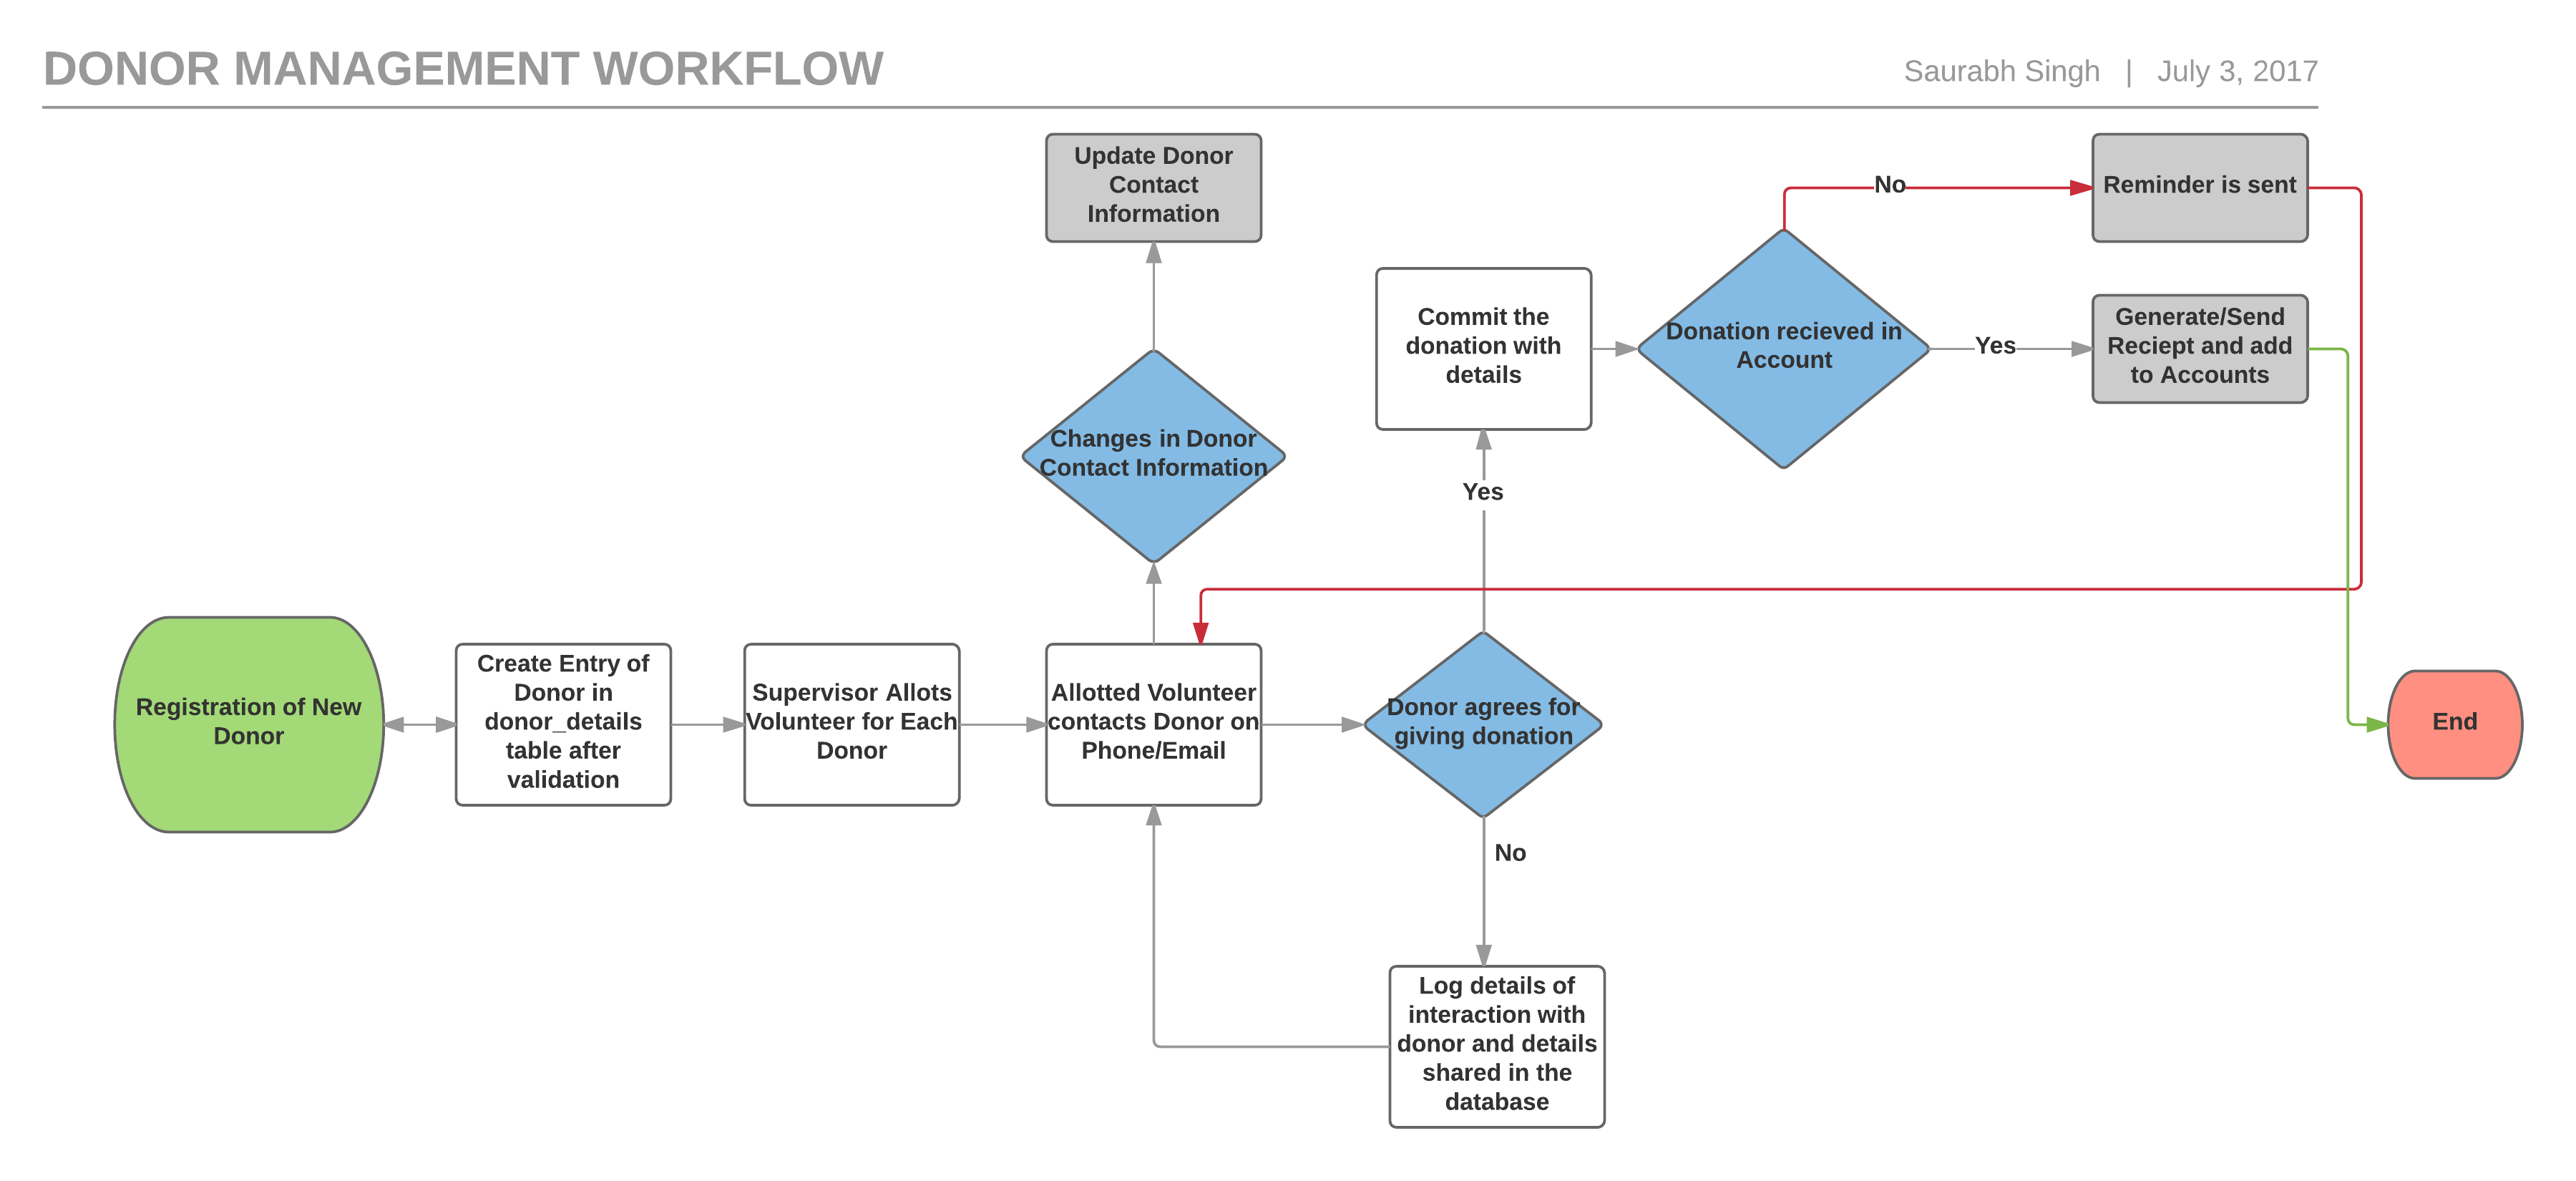 DONOR MANAGEMENT WORKFLOW
Saurabh Singh | July 3, 2017
Update Donor
Contact
Information
No
Reminder is sent
Commit the
donation with
details
Donation recieved in
Account
Yes
Generate/Send
Reciept and add
to Accounts
Changes in Donor
Contact Information
Yes
Registration of New
Donor
Create Entry of
Donor in
donor_details
table after
validation
Supervisor Allots
Volunteer for Each
Donor
Allotted Volunteer
contacts Donor on
Phone/Email
Donor agrees for
giving donation
End
No
Log details of
interaction with
donor and details
shared in the
database